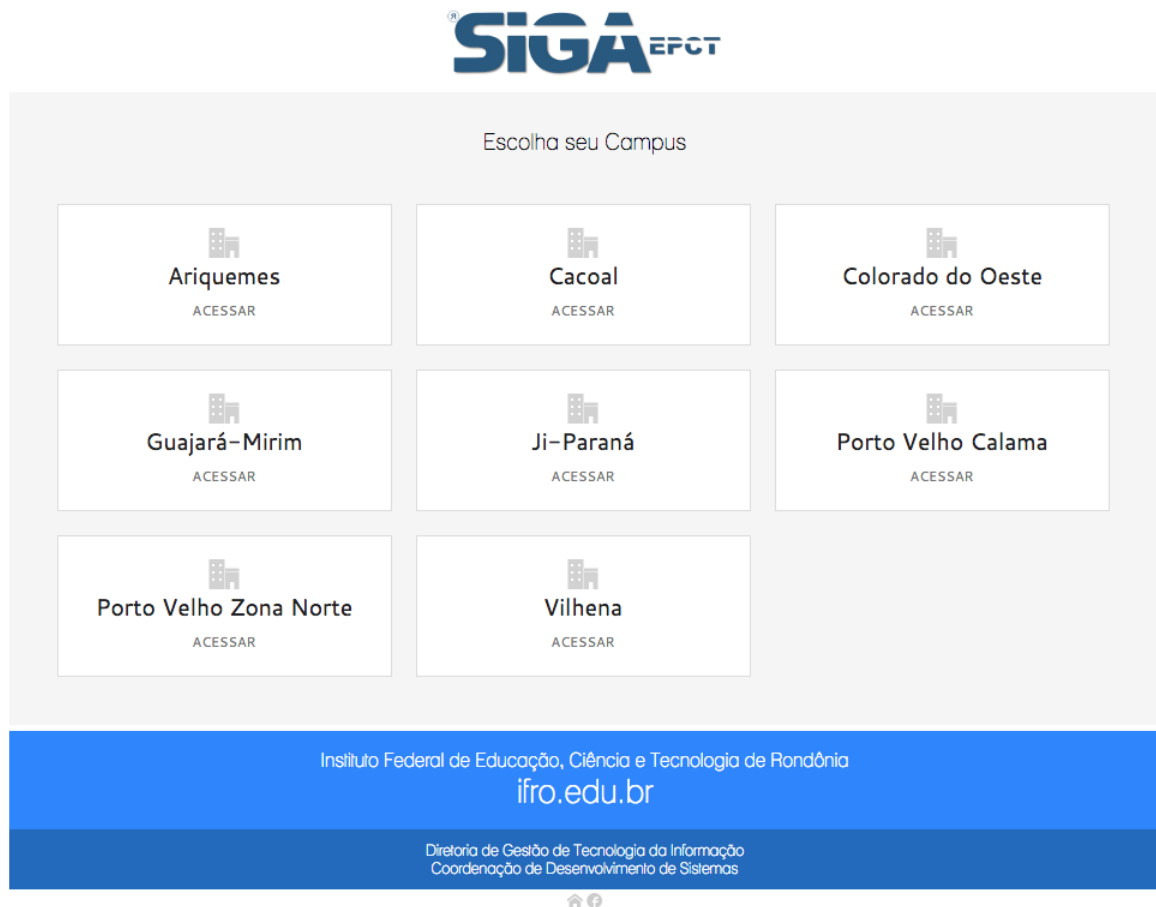 SiGA EPCT
Escolha seu Campus
Ariquemes
ACESSAR
Cacoal
ACESSAR
Colorado do Oeste
ACESSAR
Guajará-Mirim
ACESSAR
Ji-Paraná
ACESSAR
Porto Velho Calama
ACESSAR
Porto Velho Zona Norte
ACESSAR
Vilhena
ACESSAR
Instituto Federal de Educação, Ciência e Tecnologia de Rondônia
ifro.edu.br
Diretoria de Gestão de Tecnologia da Informação
Coordenação de Desenvolvimento de Sistemas